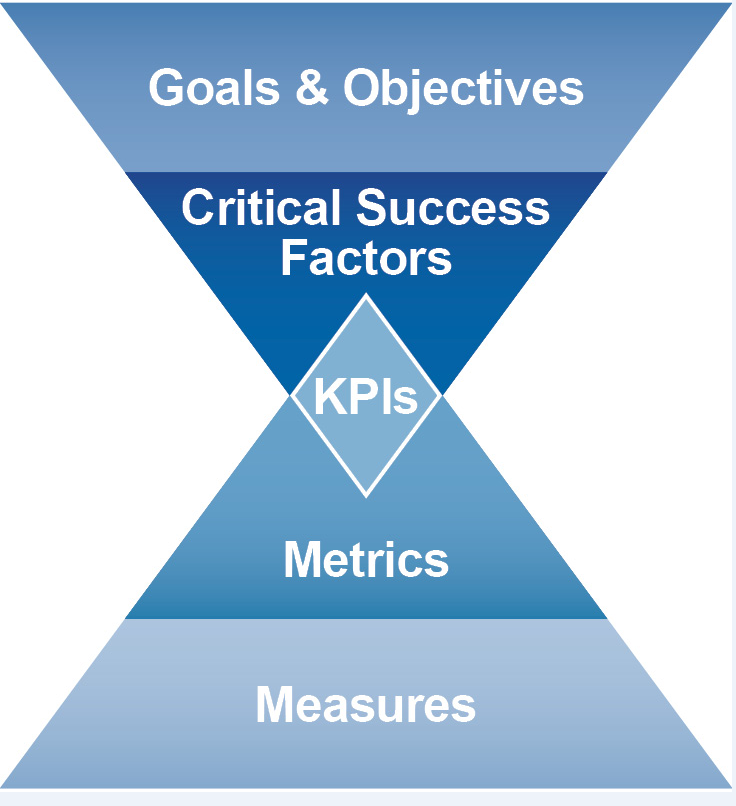 Goals & Objectives
Critical Success
Factors
KPIs
Metrics
Measures